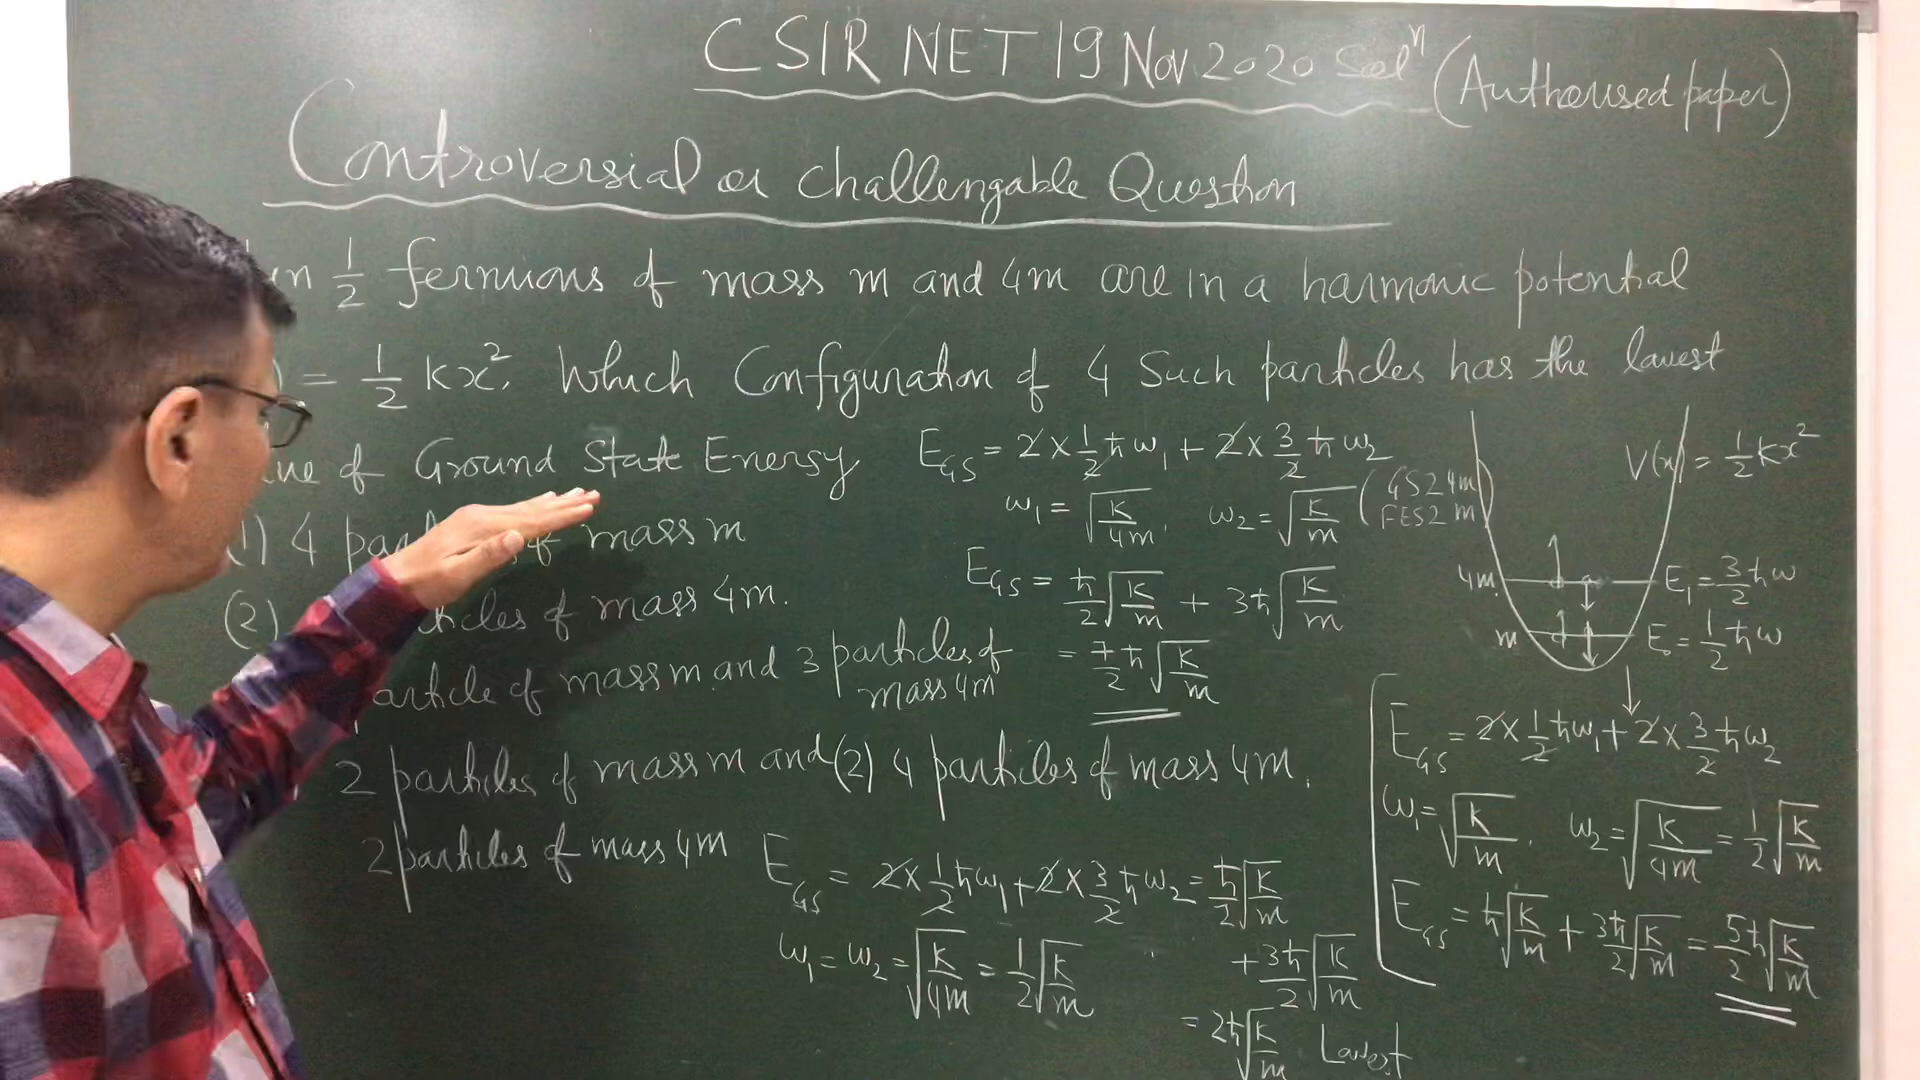 CSIR NET 19 Nov 2020 Solⁿ (Authorised paper)
Controversial or challengable Question
1/2 fermions of mass m and 4m are in a harmonic potential
) = 1/2 kx². Which Configuration of 4 Such particles has the lowest
of Ground State Energy
(1) 4 of mass m
(2) of mass 4m.
article of mass m and 3 particles of
mass 4m
2 particles of mass m and
2 particles of mass 4m
E_GS = 2×1/2 ħω₁ + 2×3/2 ħω₂
ω₁ = √(K/4m), ω₂ = √(K/m) (GS 2 4m
FES 2 m)
E_GS = ħ/2 √(K/m) + 3ħ √(K/m)
= 7/2 ħ √(K/m)
V(x) = 1/2 kx²
4m E₁ = 3/2 ħω
m E₀ = 1/2 ħω
E_GS = 2×1/2 ħω₁ + 2×3/2 ħω₂
ω₁ = √(K/m), ω₂ = √(K/4m) = 1/2 √(K/m)
E_GS = ħ√(K/m) + 3ħ/2 √(K/m) = 5ħ/2 √(K/m)
(2) 4 particles of mass 4m.
E_GS = 2×1/2 ħω₁ + 2×3/2 ħω₂ = ħ/2 √(K/m)
+ 3ħ/2 √(K/m)
ω₁ = ω₂ = √(K/4m) = 1/2 √(K/m)
= 2ħ√(K/m) Lowest